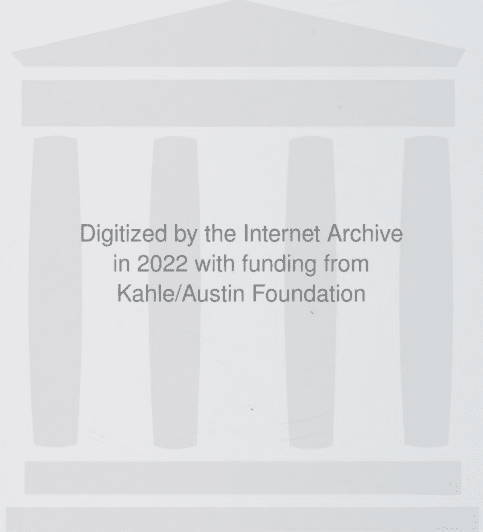 Digitized by the Internet Archive
in 2022 with funding from
Kahle/Austin Foundation